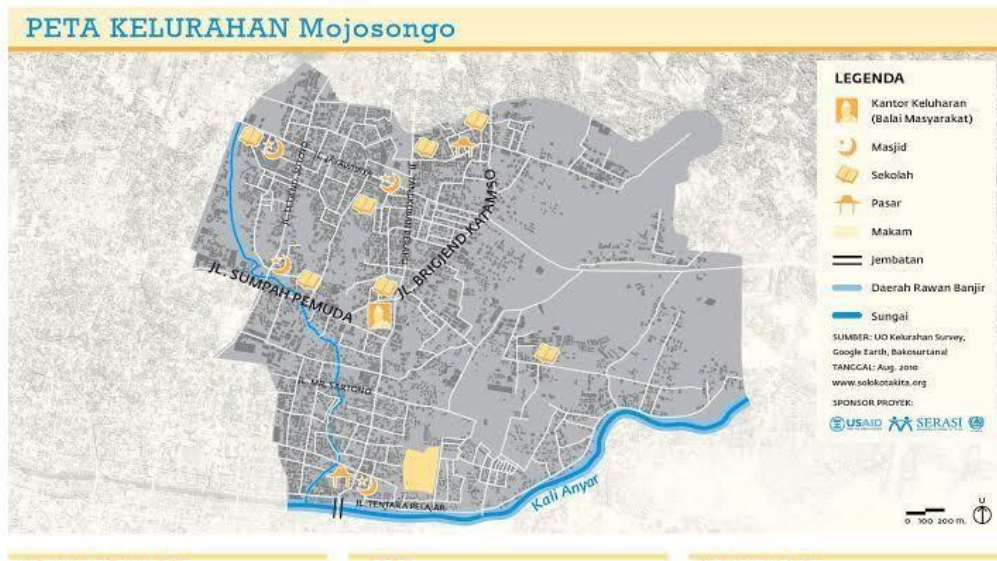 PETA KELURAHAN Mojosongo
LEGENDA
Kantor Keluharan
(Balai Masyarakat)
Masjid
Sekolah
Pasar
Makam
Jembatan
Daerah Rawan Banjir
Sungai
SUMBER: UO Kelurahan Survey,
Google Earth, Bakosurtanal
TANGGAL: Aug. 2010
www.solokotakita.org
SPONSOR PROYEK:
USAID SERASI
JL. BRIGJEND KATAMSO
JL. SUMPAH PEMUDA
JL. MR. SARTONO
JL. TENTARA PELAJAR
Kali Anyar
0 100 200 m.
U